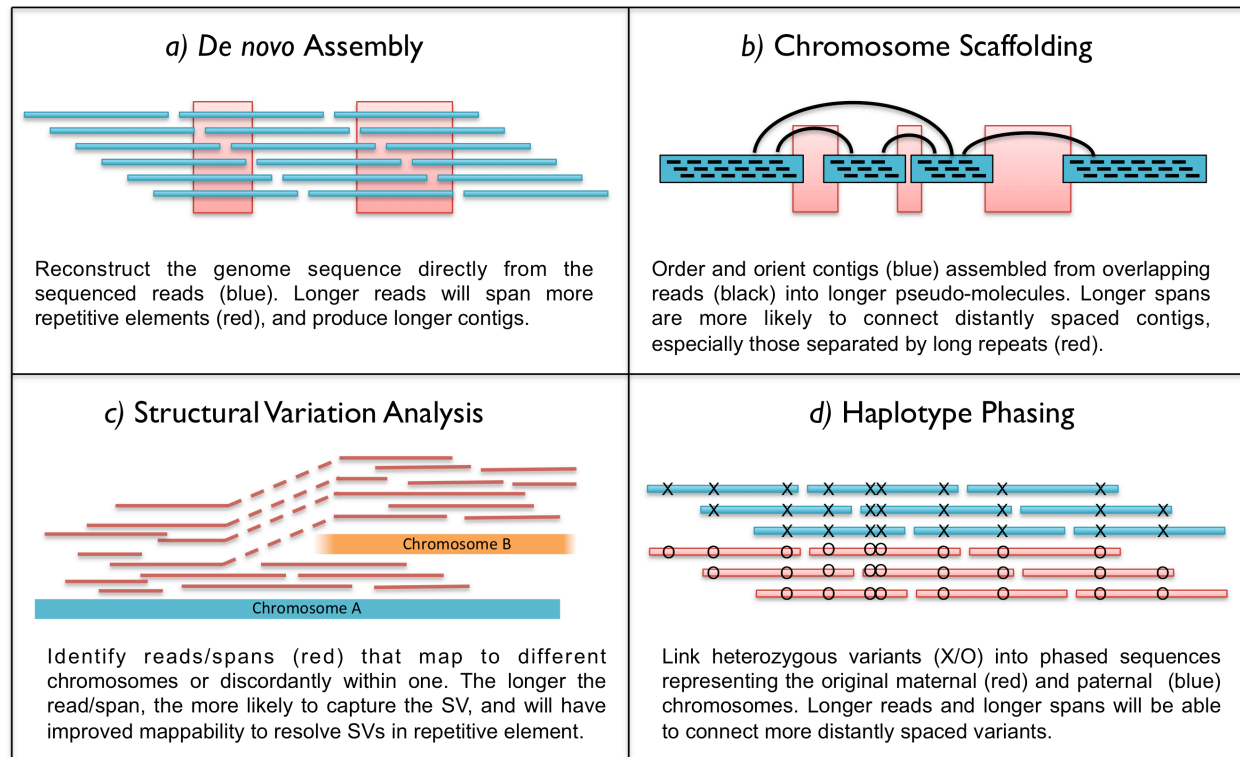 a) De novo Assembly
Reconstruct the genome sequence directly from the
sequenced reads (blue). Longer reads will span more
repetitive elements (red), and produce longer contigs.
b) Chromosome Scaffolding
Order and orient contigs (blue) assembled from overlapping
reads (black) into longer pseudo-molecules. Longer spans
are more likely to connect distantly spaced contigs,
especially those separated by long repeats (red).
c) Structural Variation Analysis
Chromosome B
Chromosome A
Identify reads/spans (red) that map to different
chromosomes or discordantly within one. The longer the
read/span, the more likely to capture the SV, and will have
improved mappability to resolve SVs in repetitive element.
d) Haplotype Phasing
X X X X XX X X X
X X X XX X X X X
X X XX X X X X
O O O O OO O O O
O O O OO O O O O
O O OO O O O O
Link heterozygous variants (X/O) into phased sequences
representing the original maternal (red) and paternal (blue)
chromosomes. Longer reads and longer spans will be able
to connect more distantly spaced variants.